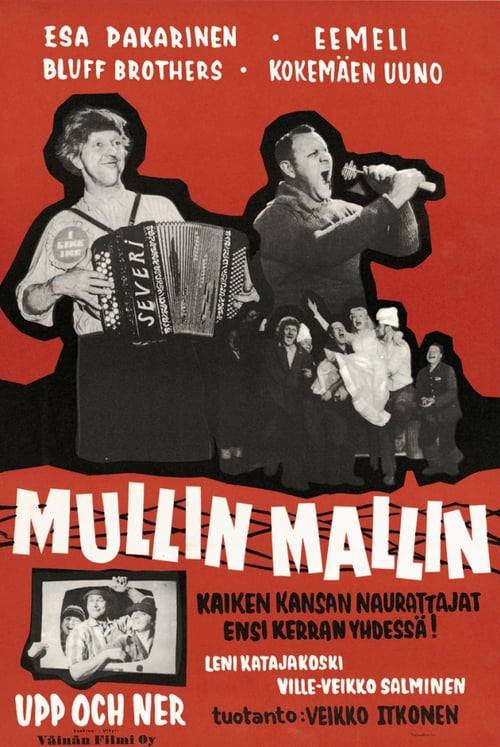 ESA PAKARINEN • EEMELI
BLUFF BROTHERS • KOKEMÄEN UUNO
I
LIKE
IKE
SEVERI
MULLIN MALLIN
KAIKEN KANSAN NAURATTAJAT
ENSI KERRAN YHDESSÄ!
LENI KATAJAKOSKI
VILLE-VEIKKO SALMINEN
UPP OCH NER
tuotanto: VEIKKO ITKONEN
Väinän Filmi Oy